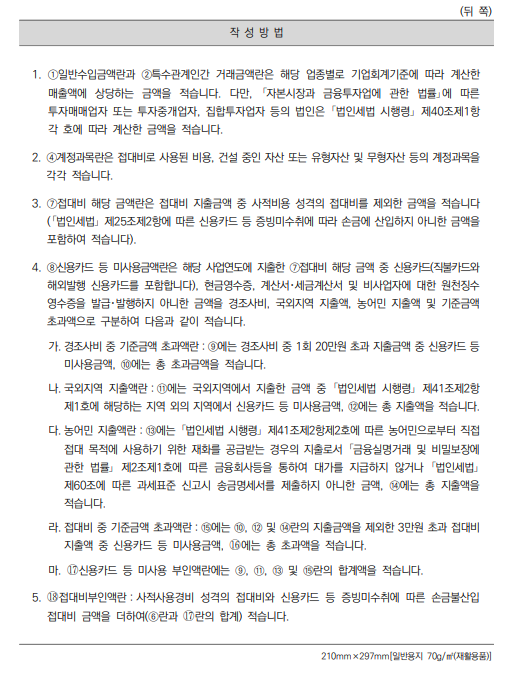 (뒤 쪽)
작 성 방 법
1. ①일반수입금액란과 ②특수관계인간 거래금액란은 해당 업종별로 기업회계기준에 따라 계산한
매출액에 상당하는 금액을 적습니다. 다만, 「자본시장과 금융투자업에 관한 법률」에 따른
투자매매업자 또는 투자중개업자, 집합투자업자 등의 법인은 「법인세법 시행령」 제40조제1항
각 호에 따라 계산한 금액을 적습니다.
2. ④계정과목란은 접대비로 사용된 비용, 건설 중인 자산 또는 유형자산 및 무형자산 등의 계정과목을
각각 적습니다.
3. ⑦접대비 해당 금액란은 접대비 지출금액 중 사적비용 성격의 접대비를 제외한 금액을 적습니다
(「법인세법」 제25조제2항에 따른 신용카드 등 증빙미수취에 따라 손금에 산입하지 아니한 금액을
포함하여 적습니다).
4. ⑧신용카드 등 미사용금액란은 해당 사업연도에 지출한 ⑦접대비 해당 금액 중 신용카드(직불카드와
해외발행 신용카드를 포함합니다), 현금영수증, 계산서·세금계산서 및 비사업자에 대한 원천징수
영수증을 발급·발행하지 아니한 금액을 경조사비, 국외지역 지출액, 농어민 지출액 및 기준금액
초과액으로 구분하여 다음과 같이 적습니다.
가. 경조사비 중 기준금액 초과액란 : ⑨에는 경조사비 중 1회 20만원 초과 지출금액 중 신용카드 등
미사용금액, ⑩에는 총 초과금액을 적습니다.
나. 국외지역 지출액란 : ⑪에는 국외지역에서 지출한 금액 중 「법인세법 시행령」 제41조제2항
제1호에 해당하는 지역 외의 지역에서 신용카드 등 미사용금액, ⑫에는 총 지출액을 적습니다.
다. 농어민 지출액란 : ⑬에는 「법인세법 시행령」 제41조제2항제2호에 따른 농어민으로부터 직접
접대 목적에 사용하기 위한 재화를 공급받는 경우의 지출로서 「금융실명거래 및 비밀보장에
관한 법률」 제2조제1호에 따른 금융회사등을 통하여 대가를 지급하지 않거나 「법인세법」
제60조에 따른 과세표준 신고시 송금명세서를 제출하지 아니한 금액, ⑭에는 총 지출액을
적습니다.
라. 접대비 중 기준금액 초과액란 : ⑮에는 ⑩, ⑫ 및 ⑭란의 지출금액을 제외한 3만원 초과 접대비
지출액 중 신용카드 등 미사용금액, ⑯에는 총 초과액을 적습니다.
마. ⑰신용카드 등 미사용 부인액란에는 ⑨, ⑪, ⑬ 및 ⑮란의 합계액을 적습니다.
5. ⑱접대비부인액란 : 사적사용경비 성격의 접대비와 신용카드 등 증빙미수취에 따른 손금불산입
접대비 금액을 더하여(⑥란과 ⑰란의 합계) 적습니다.
210mm×297mm[일반용지 70g/㎡(재활용품)]